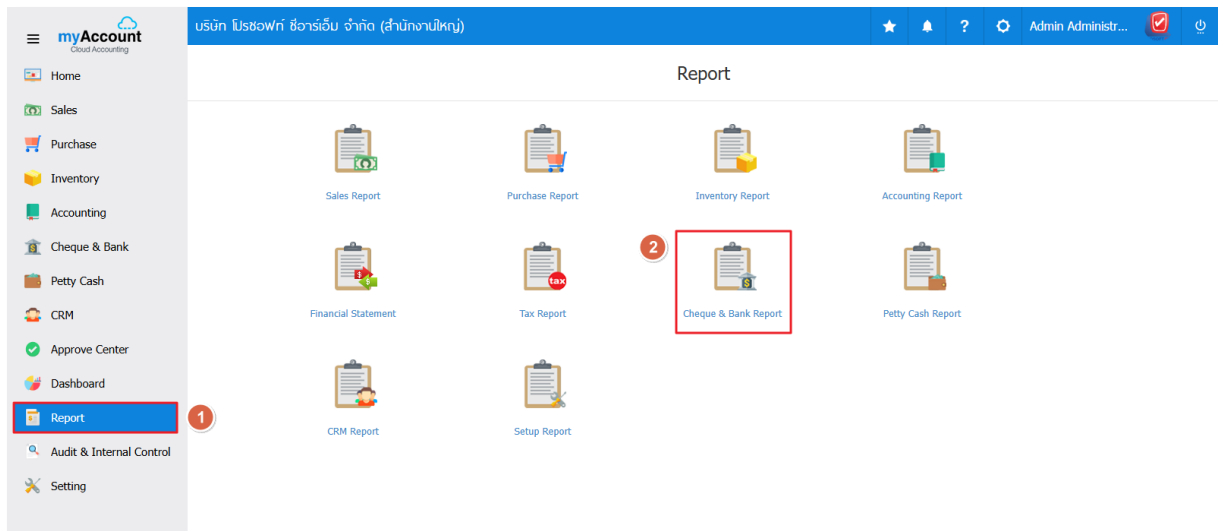 myAccount
Cloud Accounting
บริษัท โปรซอฟท์ ซีอาร์เอ็ม จำกัด (สำนักงานใหญ่)
?
Admin Administr...
Home
Sales
Purchase
Inventory
Accounting
Cheque & Bank
Petty Cash
CRM
Approve Center
Dashboard
Report
1
Audit & Internal Control
Setting
Report
Sales Report
Purchase Report
Inventory Report
Accounting Report
2
$
$
tax
$
Financial Statement
Tax Report
Cheque & Bank Report
Petty Cash Report
CRM Report
Setup Report